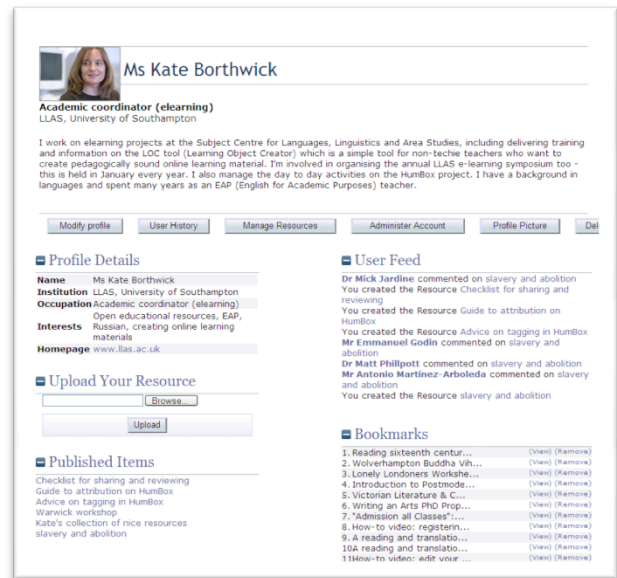 Ms Kate Borthwick
Academic coordinator (elearning)
LLAS, University of Southampton
I work on elearning projects at the Subject Centre for Languages, Linguistics and Area Studies, including delivering training
and information on the LOC tool (Learning Object Creator) which is a simple tool for non-techie teachers who want to
create pedagogically sound online learning material. I'm involved in organising the annual LLAS e-learning symposium too -
this is held in January every year. I also manage the day to day activities on the HumBox project. I have a background in
languages and spent many years as an EAP (English for Academic Purposes) teacher.
Modify profile User History Manage Resources Administer Account Profile Picture Del
Profile Details
Name Ms Kate Borthwick
Institution LLAS, University of Southampton
Occupation Academic coordinator (elearning)
Interests Open educational resources, EAP,
Russian, creating online learning
materials
Homepage www.llas.ac.uk
Upload Your Resource
Browse...
Upload
Published Items
Checklist for sharing and reviewing
Guide to attribution on HumBox
Advice on tagging in HumBox
Warwick workshop
Kate's collection of nice resources
slavery and abolition
User Feed
Dr Mick Jardine commented on slavery and abolition
You created the Resource Checklist for sharing and
reviewing
You created the Resource Guide to attribution on
HumBox
You created the Resource Advice on tagging in HumBox
Mr Emmanuel Godin commented on slavery and
abolition
Dr Matt Phillpott commented on slavery and abolition
Mr Antonio Martínez-Arboleda commented on slavery
and abolition
You created the Resource slavery and abolition
Bookmarks
1. Reading sixteenth centur... (View) (Remove)
2. Wolverhampton Buddha Vih... (View) (Remove)
3. Lonely Londoners Workshe... (View) (Remove)
4. Introduction to Postmode... (View) (Remove)
5. Victorian Literature & C... (View) (Remove)
6. Writing an Arts PhD Prop... (View) (Remove)
7. "Admission all Classes":... (View) (Remove)
8. How-to video: registerin... (View) (Remove)
9. A reading and translatio... (View) (Remove)
10A reading and translatio... (View) (Remove)
11How-to video: edit your ... (View) (Remove)